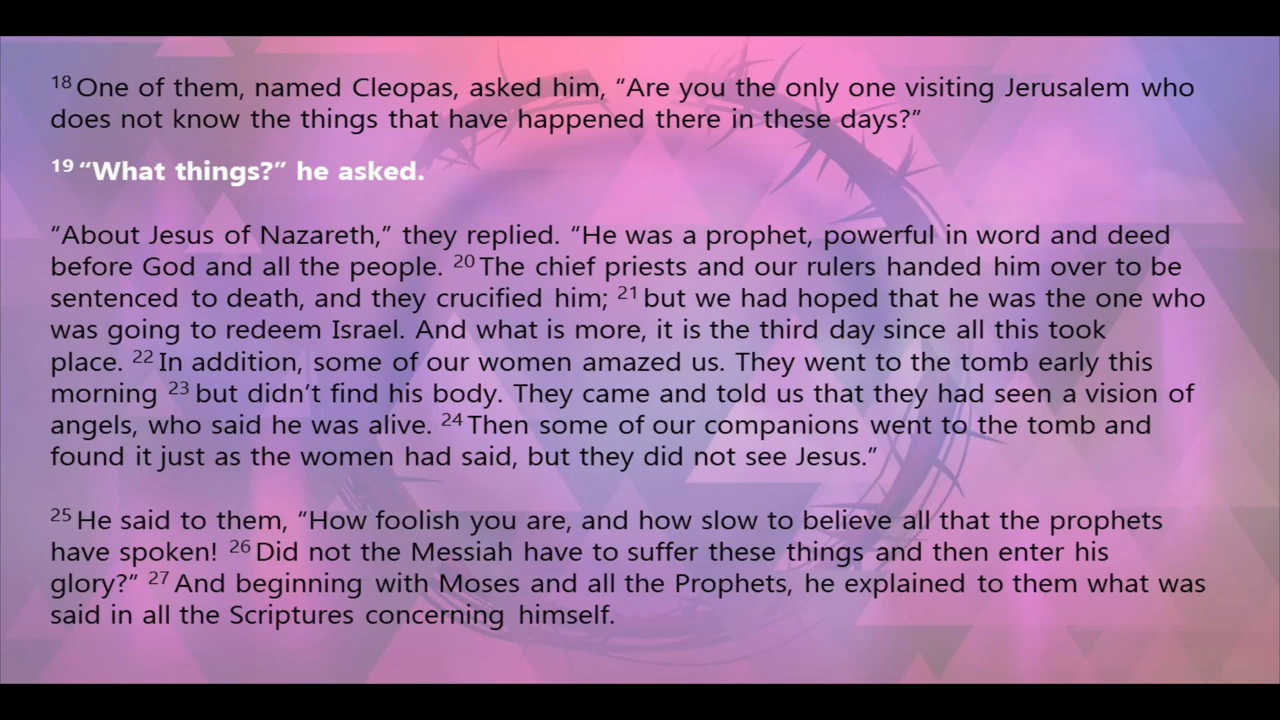 18 One of them, named Cleopas, asked him, “Are you the only one visiting Jerusalem who
does not know the things that have happened there in these days?”
19 “What things?” he asked.
“About Jesus of Nazareth,” they replied. “He was a prophet, powerful in word and deed
before God and all the people. 20 The chief priests and our rulers handed him over to be
sentenced to death, and they crucified him; 21 but we had hoped that he was the one who
was going to redeem Israel. And what is more, it is the third day since all this took
place. 22 In addition, some of our women amazed us. They went to the tomb early this
morning 23 but didn’t find his body. They came and told us that they had seen a vision of
angels, who said he was alive. 24 Then some of our companions went to the tomb and
found it just as the women had said, but they did not see Jesus.”
25 He said to them, “How foolish you are, and how slow to believe all that the prophets
have spoken! 26 Did not the Messiah have to suffer these things and then enter his
glory?” 27 And beginning with Moses and all the Prophets, he explained to them what was
said in all the Scriptures concerning himself.